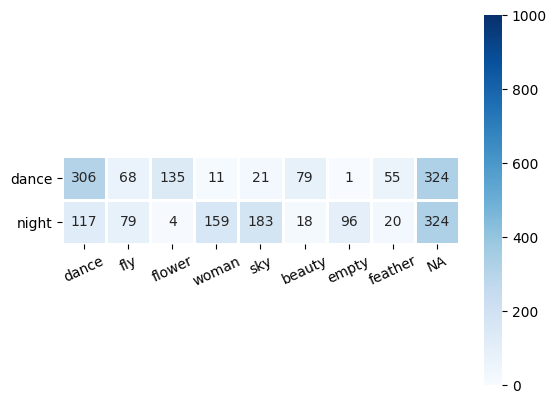 1000
800
600
400
200
0
dance 306 68 135 11 21 79 1 55 324
night 117 79 4 159 183 18 96 20 324
dance fly flower woman sky beauty empty feather NA